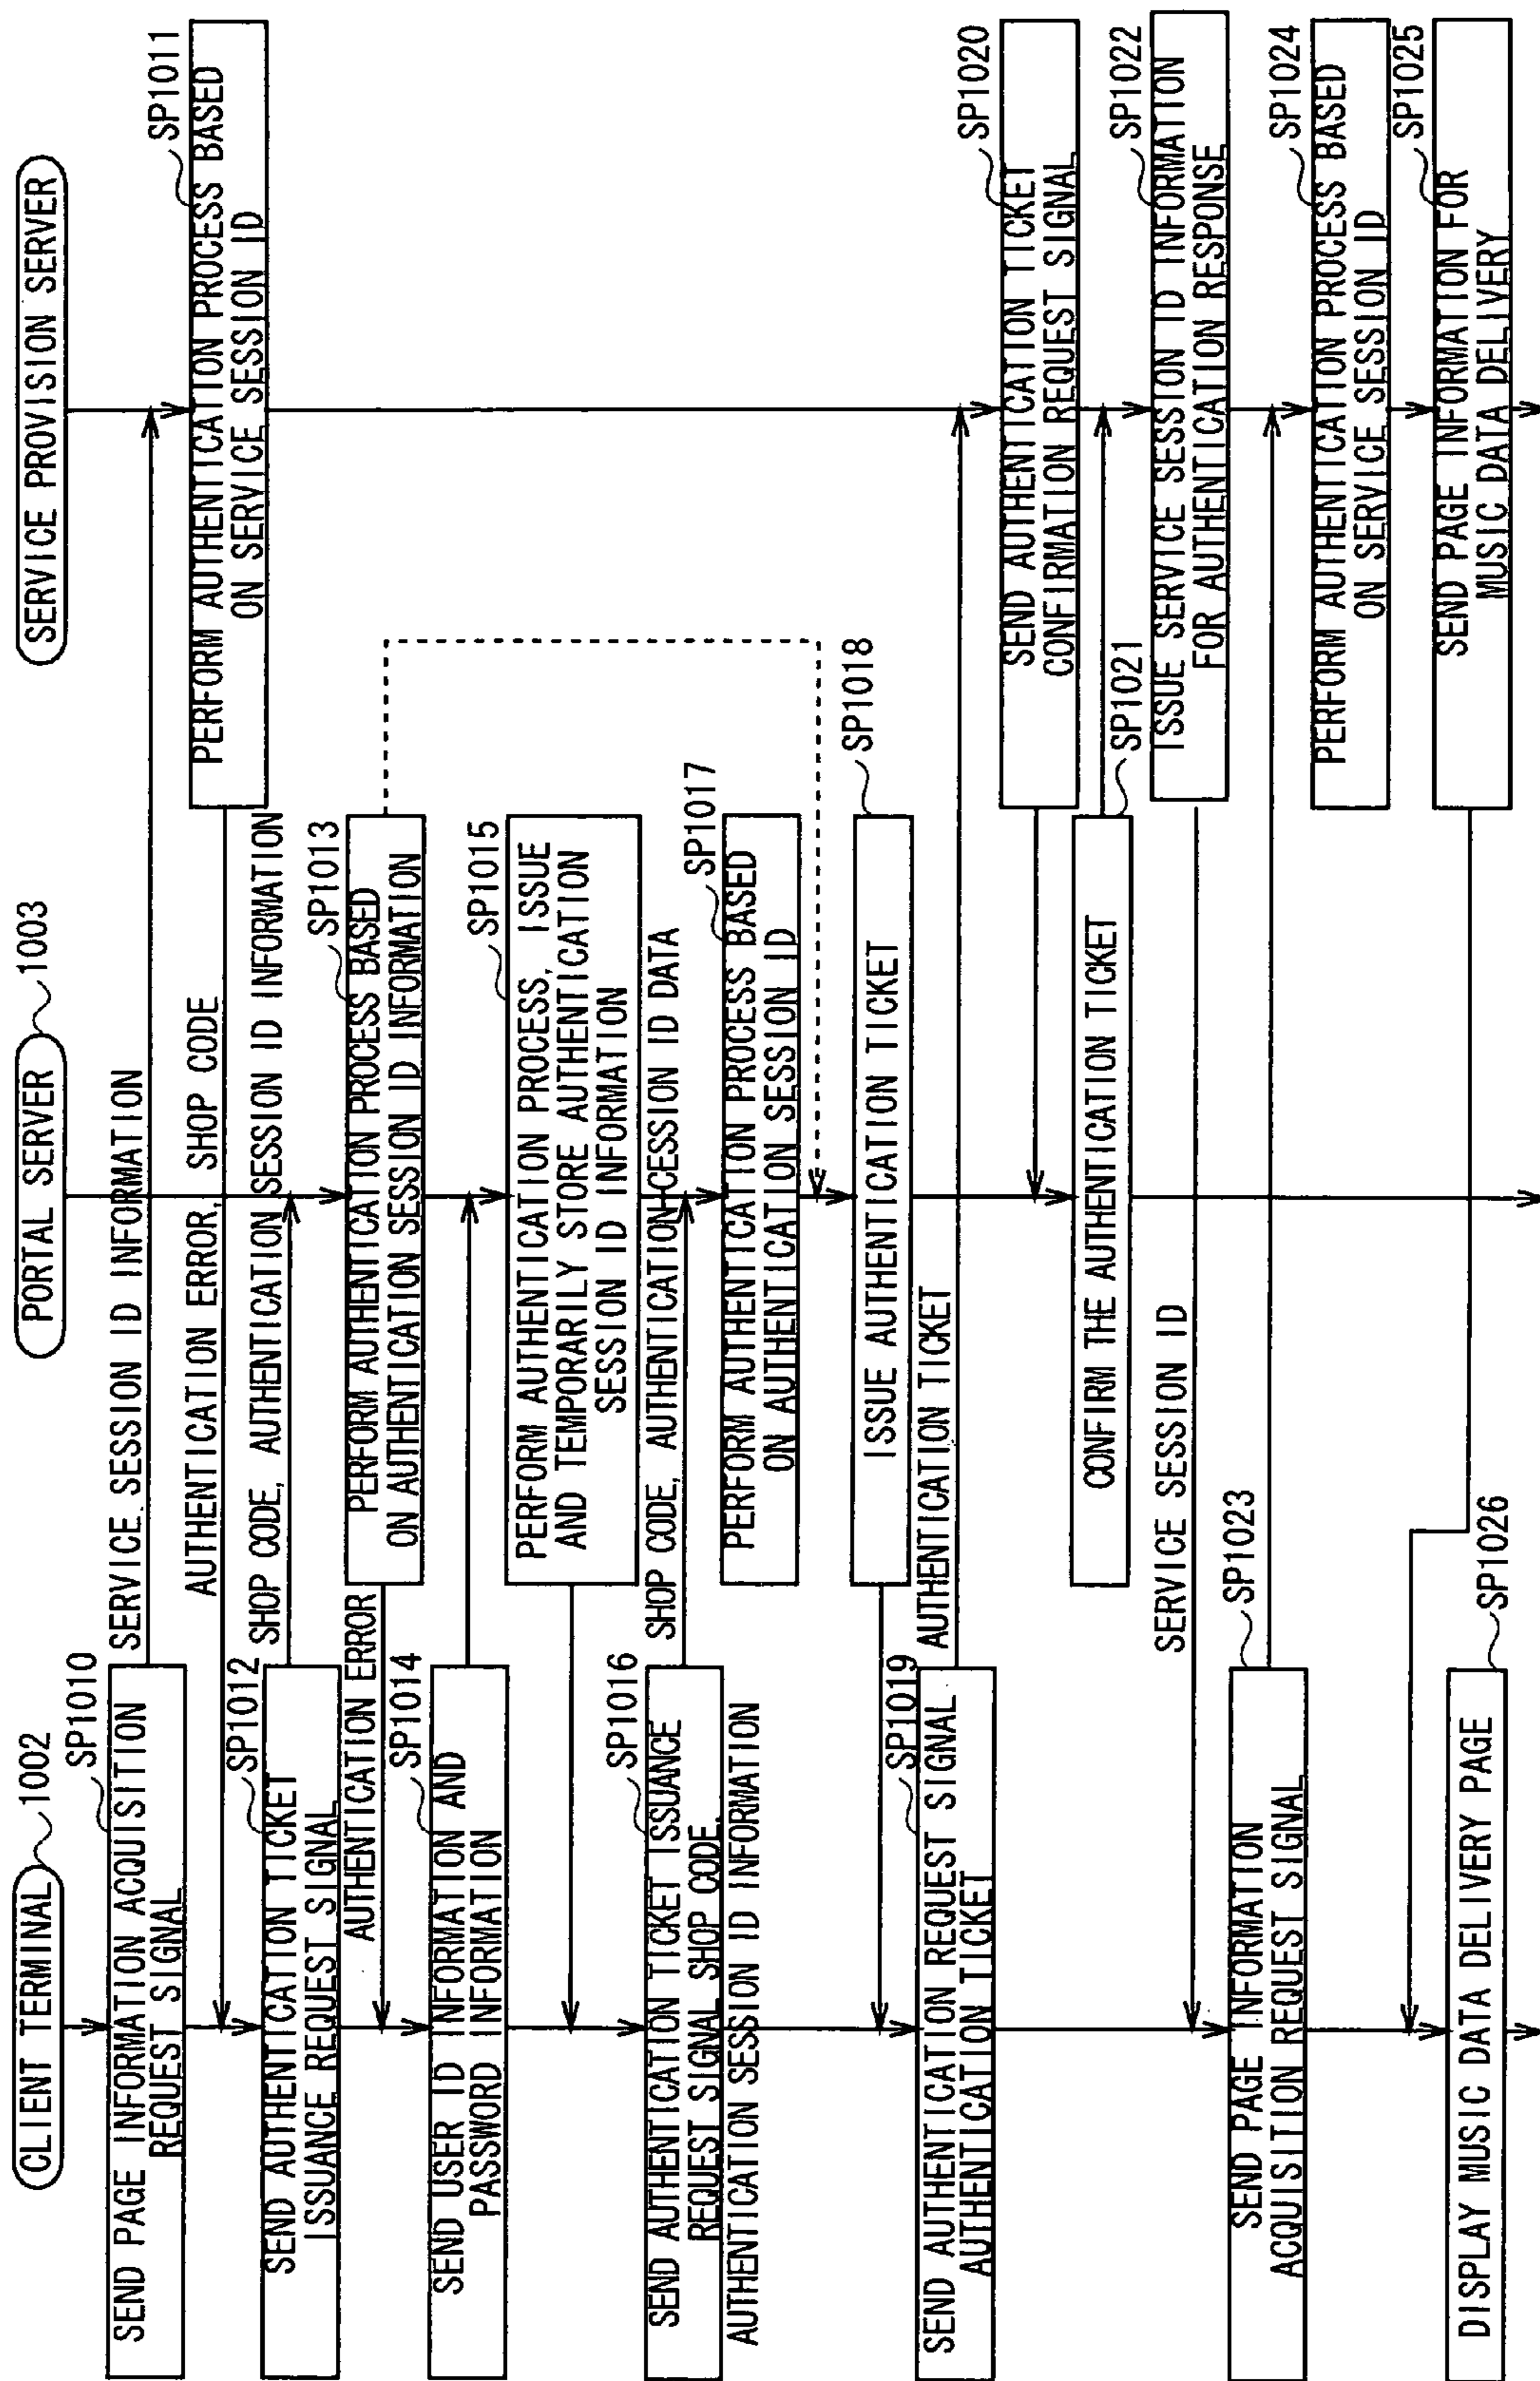 CLIENT TERMINAL
1002
PORTAL SERVER
1003
SERVICE PROVISION SERVER
SP1010
SEND PAGE INFORMATION ACQUISITION
REQUEST SIGNAL
SERVICE SESSION ID INFORMATION
SP1011
PERFORM AUTHENTICATION PROCESS BASED
ON SERVICE SESSION ID
AUTHENTICATION ERROR, SHOP CODE
SP1012
SEND AUTHENTICATION TICKET
ISSUANCE REQUEST SIGNAL
SHOP CODE, AUTHENTICATION SESSION ID INFORMATION
SP1013
PERFORM AUTHENTICATION PROCESS BASED
ON AUTHENTICATION SESSION ID INFORMATION
AUTHENTICATION ERROR
SP1014
SEND USER ID INFORMATION AND
PASSWORD INFORMATION
SP1015
PERFORM AUTHENTICATION PROCESS, ISSUE
AND TEMPORARILY STORE AUTHENTICATION
SESSION ID INFORMATION
SP1016
SEND AUTHENTICATION TICKET ISSUANCE
REQUEST SIGNAL SHOP CODE,
AUTHENTICATION SESSION ID INFORMATION
SHOP CODE, AUTHENTICATION CESSION ID DATA
SP1017
PERFORM AUTHENTICATION PROCESS BASED
ON AUTHENTICATION SESSION ID
SP1018
ISSUE AUTHENTICATION TICKET
SP1019
SEND AUTHENTICATION REQUEST SIGNAL
AUTHENTICATION TICKET
AUTHENTICATION TICKET
SP1020
SEND AUTHENTICATION TICKET
CONFIRMATION REQUEST SIGNAL
SP1021
CONFIRM THE AUTHENTICATION TICKET
SP1022
ISSUE SERVICE SESSION ID INFORMATION
FOR AUTHENTICATION RESPONSE
SERVICE SESSION ID
SP1023
SEND PAGE INFORMATION
ACQUISITION REQUEST SIGNAL
SP1024
PERFORM AUTHENTICATION PROCESS BASED
ON SERVICE SESSION ID
SP1025
SEND PAGE INFORMATION FOR
MUSIC DATA DELIVERY
SP1026
DISPLAY MUSIC DATA DELIVERY PAGE